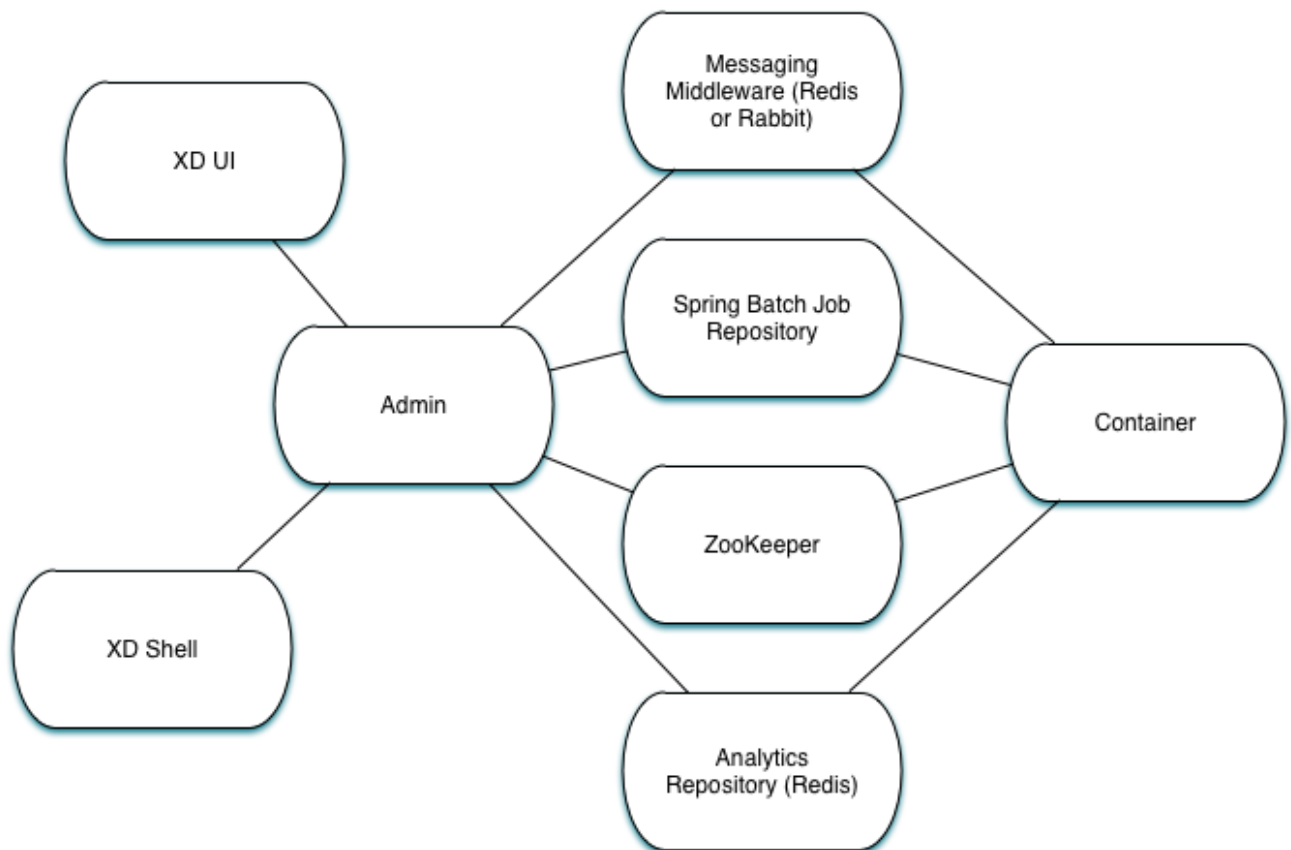 Messaging
Middleware (Redis
or Rabbit)
XD UI
Spring Batch Job
Repository
Admin
Container
ZooKeeper
XD Shell
Analytics
Repository (Redis)